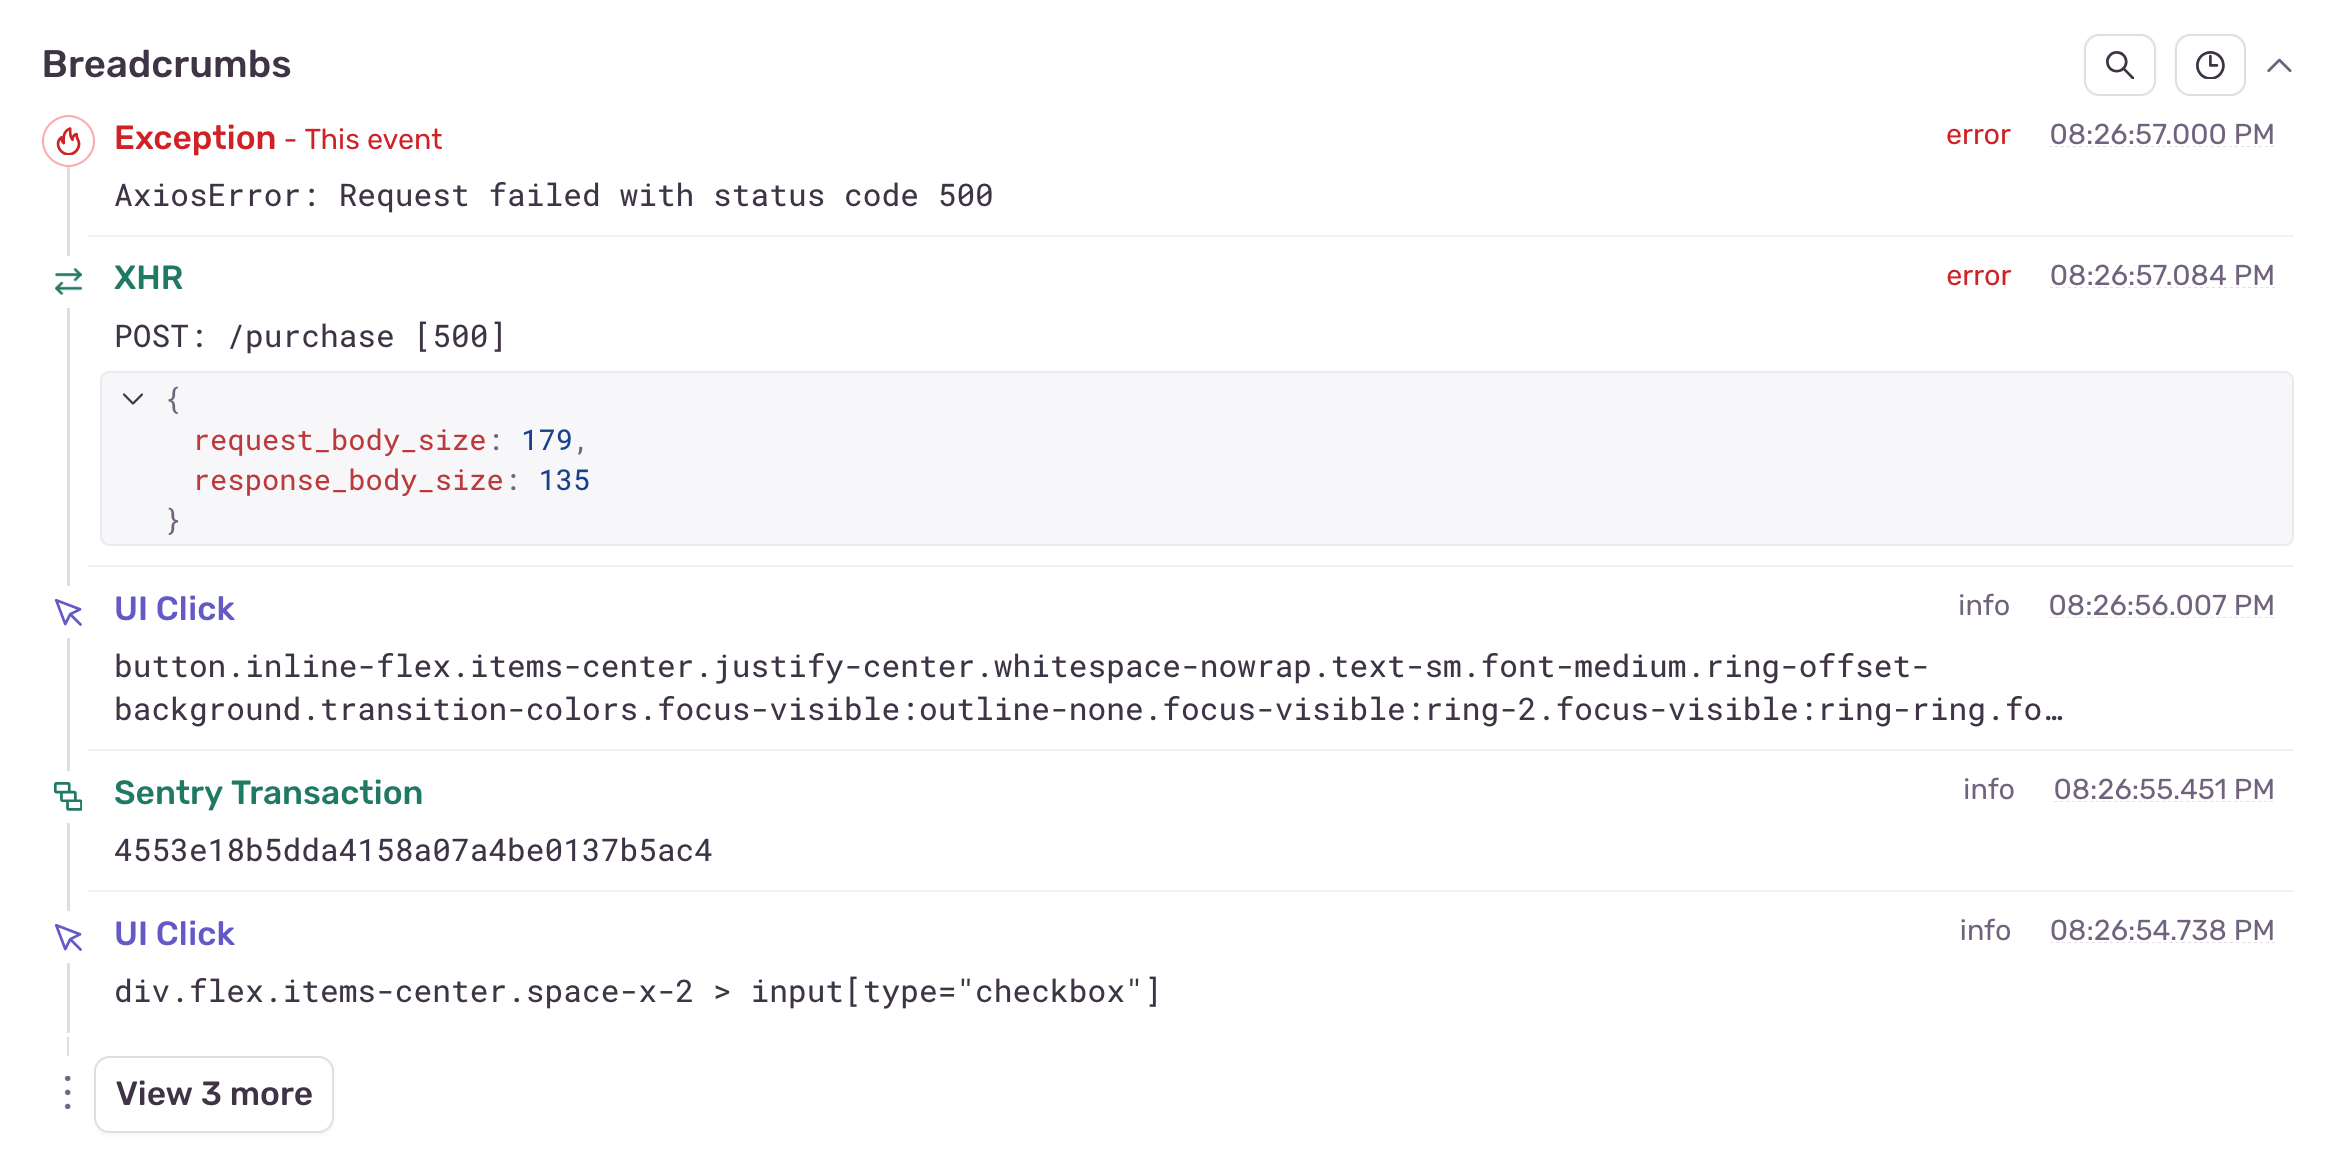 Breadcrumbs
Exception - This event error 08:26:57.000 PM
AxiosError: Request failed with status code 500
XHR error 08:26:57.084 PM
POST: /purchase [500]
{
request_body_size: 179,
response_body_size: 135
}
UI Click info 08:26:56.007 PM
button.inline-flex.items-center.justify-center.whitespace-nowrap.text-sm.font-medium.ring-offset-
background.transition-colors.focus-visible:outline-none.focus-visible:ring-2.focus-visible:ring-ring.fo…
Sentry Transaction info 08:26:55.451 PM
4553e18b5dda4158a07a4be0137b5ac4
UI Click info 08:26:54.738 PM
div.flex.items-center.space-x-2 > input[type="checkbox"]
View 3 more